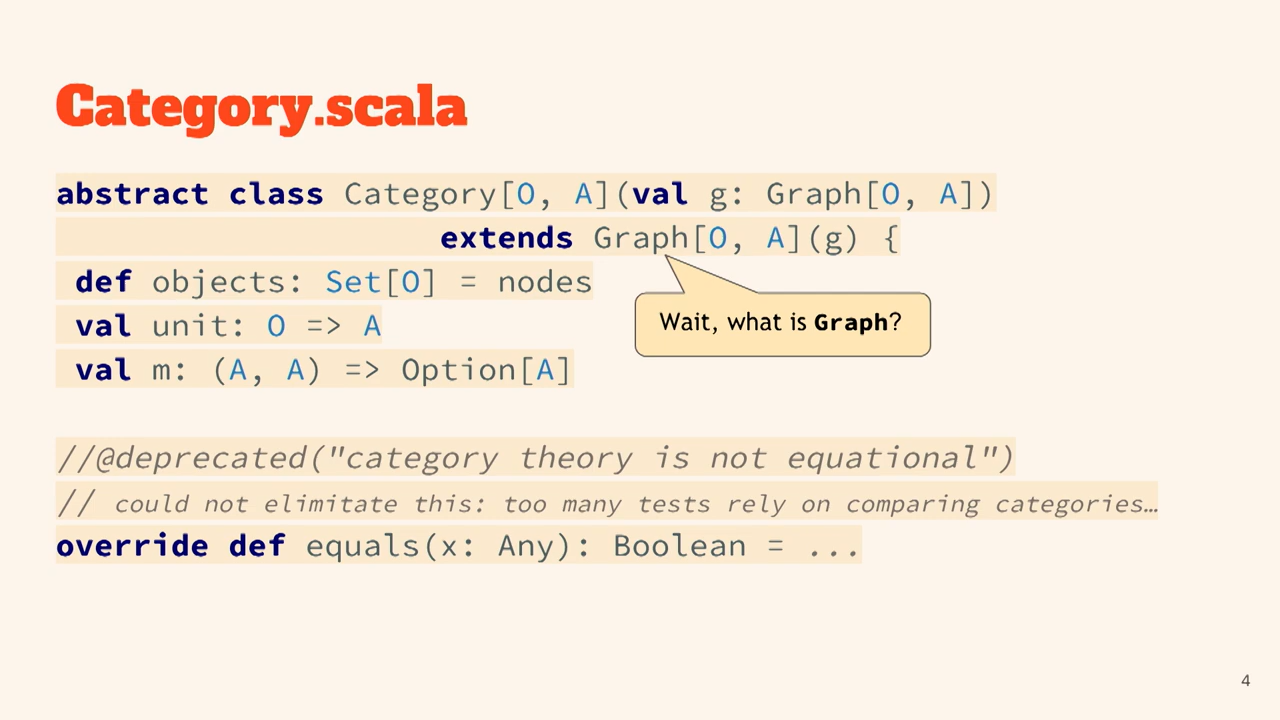 Category.scala
abstract class Category[O, A](val g: Graph[O, A])
extends Graph[O, A](g) {
def objects: Set[O] = nodes
val unit: O => A
Wait, what is Graph?
val m: (A, A) => Option[A]
//@deprecated("category theory is not equational")
// could not elimitate this: too many tests rely on comparing categories…
override def equals(x: Any): Boolean = ...
4